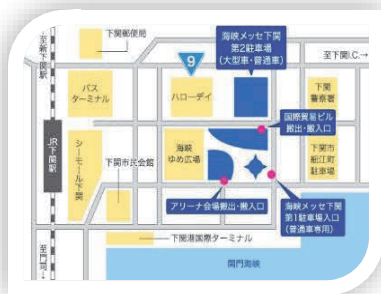 至新下関駅
下関郵便局
海峡メッセ下関
第2駐車場
(大型車・普通車)
至下関I.C.→
9
バス
ターミナル
ハローデイ
下関
警察署
国際貿易ビル
搬出・搬入口
JR
下関駅
シーモール下関
海峡
ゆめ広場
下関市民会館
下関市
細江町
駐車場
アリーナ会場搬出・搬入口
海峡メッセ下関
第1駐車場入口
(普通車専用)
下関港国際ターミナル
至門司→
関門海峡